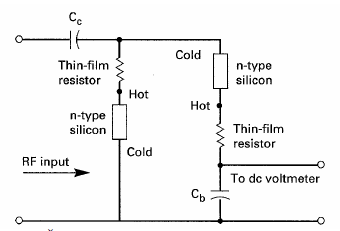 Cc
Cold
Thin-film
resistor
n-type
silicon
Hot
Hot
n-type
silicon
Thin-film
resistor
Cold
RF input
To dc voltmeter
Cb